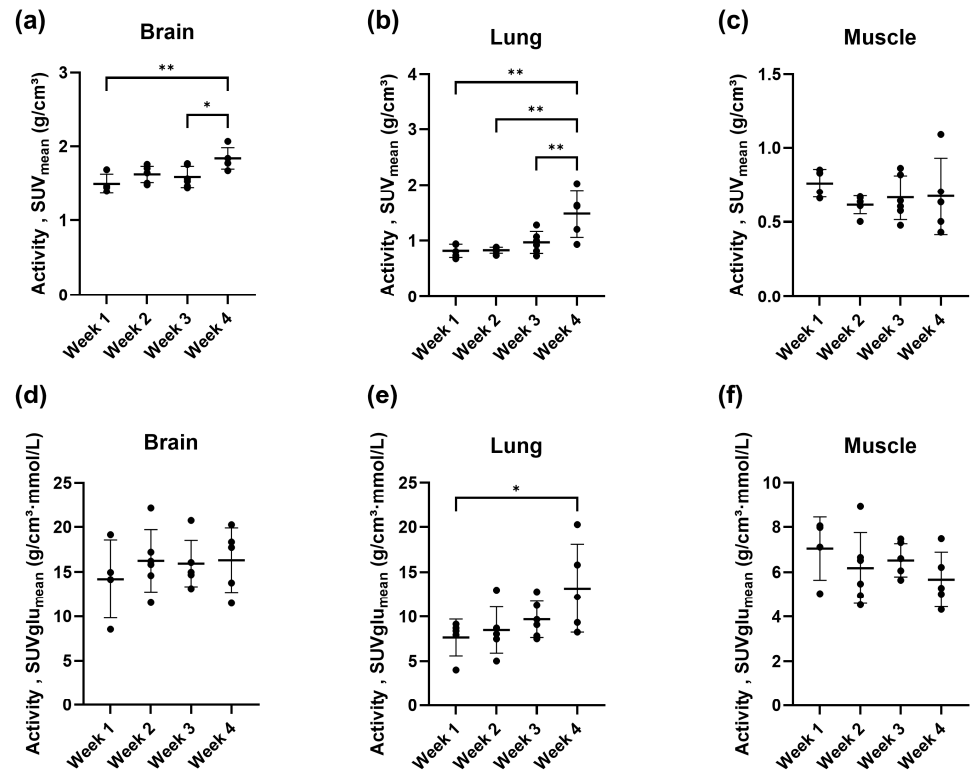 (a)
Brain
Activity , SUVmean (g/cm³)
3
2
1
0
**
*
Week 1
Week 2
Week 3
Week 4
(b)
Lung
Activity , SUVmean (g/cm³)
4
3
2
1
0
**
**
**
Week 1
Week 2
Week 3
Week 4
(c)
Muscle
Activity , SUVmean (g/cm³)
1.5
1.0
0.5
0.0
Week 1
Week 2
Week 3
Week 4
(d)
Brain
Activity , SUVglumean (g/cm³·mmol/L)
25
20
15
10
5
0
Week 1
Week 2
Week 3
Week 4
(e)
Lung
Activity , SUVglumean (g/cm³·mmol/L)
25
20
15
10
5
0
*
Week 1
Week 2
Week 3
Week 4
(f)
Muscle
Activity , SUVglumean (g/cm³·mmol/L)
10
8
6
4
2
0
Week 1
Week 2
Week 3
Week 4